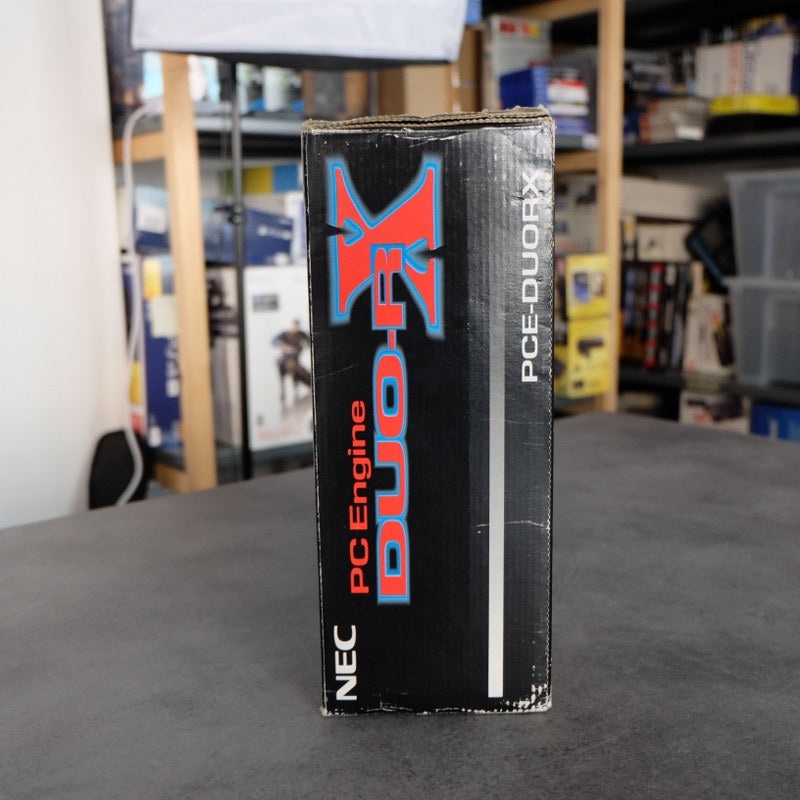 NEC
PC Engine
DUO-RX
PCE-DUORX